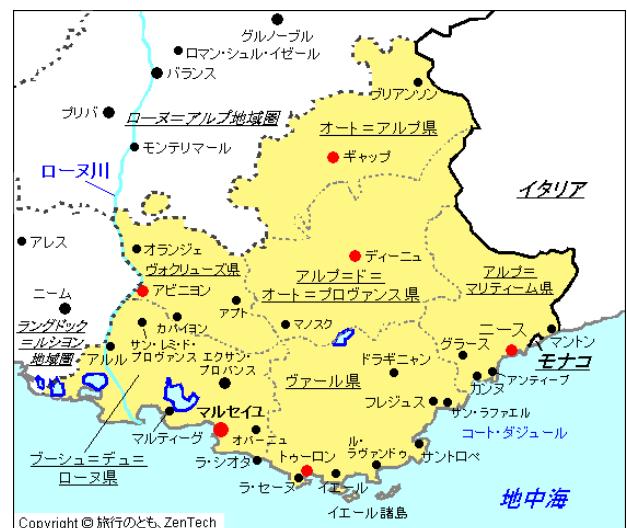 グルノーブル
ロマン・シュル・イゼール
バランス
ブリアンソン
プリバ
ローヌ=アルプ地域圏
オート=アルプ県
モンテリマール
ギャップ
ローヌ川
イタリア
アレス
オランジェ
ディーニュ
ヴォクリューズ県
アルプ=ド=
オート=プロヴァンス県
アルプ=
マリティーム県
アビニヨン
ニーム
アプト
カバイヨン
マノスク
ラングドック
=ルシヨン
地域圏
サン・レミ・ド・
プロヴァンス
アルル
エクサン・
プロバンス
ドラギニャン
グラース
ニース
マントン
モナコ
アンティーブ
カンヌ
ヴァール県
マルセイユ
フレジュス
サン・ラファエル
マルティーグ
オバーニュ
コート・ダジュール
ブーシュ=デュ=
ローヌ県
ラ・シオタ
トゥーロン
ル・
ラヴァンドゥ
サントロペ
ラ・セーヌ
イエール
イエール諸島
地中海
Copyright © 旅行のとも、ZenTech